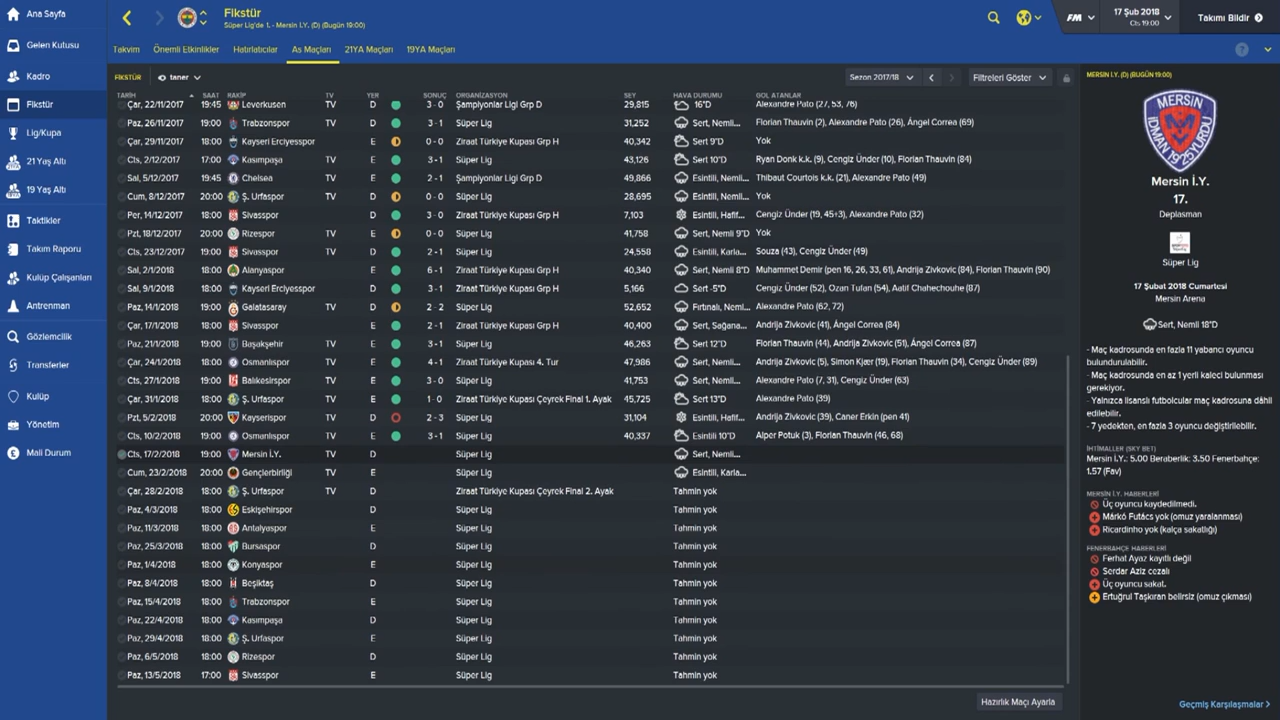 Ana Sayfa
Gelen Kutusu
Kadro
Fikstür
Lig/Kupa
21 Yaş Altı
19 Yaş Altı
Taktikler
Takım Raporu
Kulüp Çalışanları
Antrenman
Gözlemcilik
Transferler
Kulüp
Yönetim
Mali Durum
Fikstür
Süper Lig'de 1. - Mersin İ.Y. (D) (Bugün 19:00)
FM
17 Şub 2018
Cts 19:00
Takımı Bildir
Takvim Önemli Etkinlikler Hatırlatıcılar As Maçları 21YA Maçları 19YA Maçları
FİKSTÜR taner Sezon 2017/18 Filtreleri Göster
TARİH SAAT RAKİP TV YER SONUÇ ORGANİZASYON SEY HAVA DURUMU GOL ATANLAR
Çar, 22/11/2017 19:45 Leverkusen D 3 - 0 Şampiyonlar Ligi Grp D 29,815 16°D Alexandre Pato (27, 53, 76)
Paz, 26/11/2017 19:00 Trabzonspor TV D 3 - 1 Süper Lig 31,252 Sert, Nemli... Florian Thauvin (2), Alexandre Pato (26), Ángel Correa (69)
Çar, 29/11/2017 18:00 Kayseri Erciyesspor E 0 - 0 Ziraat Türkiye Kupası Grp H 40,342 Sert 9°D Yok
Cts, 2/12/2017 17:00 Kasımpaşa TV E 3 - 1 Süper Lig 43,126 Sert 10°D Ryan Donk k.k. (9), Cengiz Ünder (10), Florian Thauvin (84)
Sal, 5/12/2017 19:45 Chelsea TV E 2 - 1 Şampiyonlar Ligi Grp D 49,866 Esintili, Nemli... Thibaut Courtois k.k. (21), Alexandre Pato (49)
Cum, 8/12/2017 20:00 Ş. Urfaspor TV D 0 - 0 Süper Lig 28,695 Esintili, Nemli... Yok
Per, 14/12/2017 18:00 Sivasspor D 3 - 0 Ziraat Türkiye Kupası Grp H 7,103 Esintili, Hafif... Cengiz Ünder (19, 45+3), Alexandre Pato (32)
Pzt, 18/12/2017 20:00 Rizespor TV E 0 - 0 Süper Lig 41,758 Sert, Nemli 9°D Yok
Cts, 23/12/2017 19:00 Sivasspor TV D 2 - 1 Süper Lig 24,558 Esintili, Karla... Souza (43), Cengiz Ünder (49)
Sal, 2/1/2018 18:00 Alanyaspor E 6 - 1 Ziraat Türkiye Kupası Grp H 40,340 Sert, Nemli 8°D Muhammet Demir (pen 16, 26, 33, 61), Andrija Zivkovic (84), Florian Thauvin (90)
Sal, 9/1/2018 18:00 Kayseri Erciyesspor D 3 - 1 Ziraat Türkiye Kupası Grp H 5,166 Sert -5°D Cengiz Ünder (52), Ozan Tufan (54), Aatif Chahechouhe (87)
Paz, 14/1/2018 19:00 Galatasaray TV D 2 - 2 Süper Lig 52,652 Fırtınalı, Nemli... Alexandre Pato (62, 72)
Çar, 17/1/2018 18:00 Sivasspor E 2 - 1 Ziraat Türkiye Kupası Grp H 40,400 Sert, Sağana... Andrija Zivkovic (41), Ángel Correa (84)
Paz, 21/1/2018 19:00 Başakşehir TV E 3 - 1 Süper Lig 46,263 Sert 12°D Florian Thauvin (44), Andrija Zivkovic (51), Ángel Correa (87)
Çar, 24/1/2018 18:00 Osmanlıspor TV E 4 - 1 Ziraat Türkiye Kupası 4. Tur 47,986 Sert, Nemli... Andrija Zivkovic (5), Simon Kjær (19), Florian Thauvin (34), Cengiz Ünder (89)
Cts, 27/1/2018 19:00 Balıkesirspor TV E 3 - 0 Süper Lig 41,753 Sert, Nemli... Alexandre Pato (7, 31), Cengiz Ünder (63)
Çar, 31/1/2018 18:00 Ş. Urfaspor TV E 1 - 0 Ziraat Türkiye Kupası Çeyrek Final 1. Ayak 45,725 Sert 13°D Alexandre Pato (39)
Pzt, 5/2/2018 20:00 Kayserispor TV D 2 - 3 Süper Lig 31,104 Esintili, Hafif... Andrija Zivkovic (39), Caner Erkin (pen 41)
Cts, 10/2/2018 19:00 Osmanlıspor TV E 3 - 1 Süper Lig 40,337 Esintili 10°D Alper Potuk (3), Florian Thauvin (46, 68)
Cts, 17/2/2018 19:00 Mersin İ.Y. TV D Süper Lig Sert, Nemli...
Cum, 23/2/2018 20:00 Gençlerbirliği TV E Süper Lig Esintili, Karla...
Çar, 28/2/2018 18:00 Ş. Urfaspor TV D Ziraat Türkiye Kupası Çeyrek Final 2. Ayak Tahmin yok
Paz, 4/3/2018 18:00 Eskişehirspor D Süper Lig Tahmin yok
Paz, 11/3/2018 18:00 Antalyaspor E Süper Lig Tahmin yok
Paz, 25/3/2018 18:00 Bursaspor D Süper Lig Tahmin yok
Paz, 1/4/2018 18:00 Konyaspor E Süper Lig Tahmin yok
Paz, 8/4/2018 18:00 Beşiktaş D Süper Lig Tahmin yok
Paz, 15/4/2018 18:00 Trabzonspor E Süper Lig Tahmin yok
Paz, 22/4/2018 18:00 Kasımpaşa D Süper Lig Tahmin yok
Paz, 29/4/2018 18:00 Ş. Urfaspor E Süper Lig Tahmin yok
Paz, 6/5/2018 18:00 Rizespor D Süper Lig Tahmin yok
Paz, 13/5/2018 17:00 Sivasspor E Süper Lig Tahmin yok
Hazırlık Maçı Ayarla
MERSİN İ.Y. (D) (BUGÜN 19:00)
MERSİN
İDMAN 19'25 YURDU
Mersin İ.Y.
17.
Deplasman
Süper Lig
17 Şubat 2018 Cumartesi
Mersin Arena
Sert, Nemli 18°D
- Maç kadrosunda en fazla 11 yabancı oyuncu
bulundurulabilir.
- Maç kadrosunda en az 1 yerli kaleci bulunması
gerekiyor.
- Yalnızca lisanslı futbolcular maç kadrosuna dâhil
edilebilir.
- 7 yedekten, en fazla 3 oyuncu değiştirilebilir.
İHTİMALLER (SKY BET)
Mersin İ.Y.: 5.00 Beraberlik: 3.50 Fenerbahçe:
1.57 (Fav)
MERSİN İ.Y. HABERLERİ
Üç oyuncu kaydedilmedi.
Márkó Futács yok (omuz yaralanması)
Ricardinho yok (kalça sakatlığı)
FENERBAHÇE HABERLERİ
Ferhat Ayaz kayıtlı değil
Serdar Aziz cezalı
Üç oyuncu sakat.
Ertuğrul Taşkıran belirsiz (omuz çıkması)
Geçmiş Karşılaşmalar